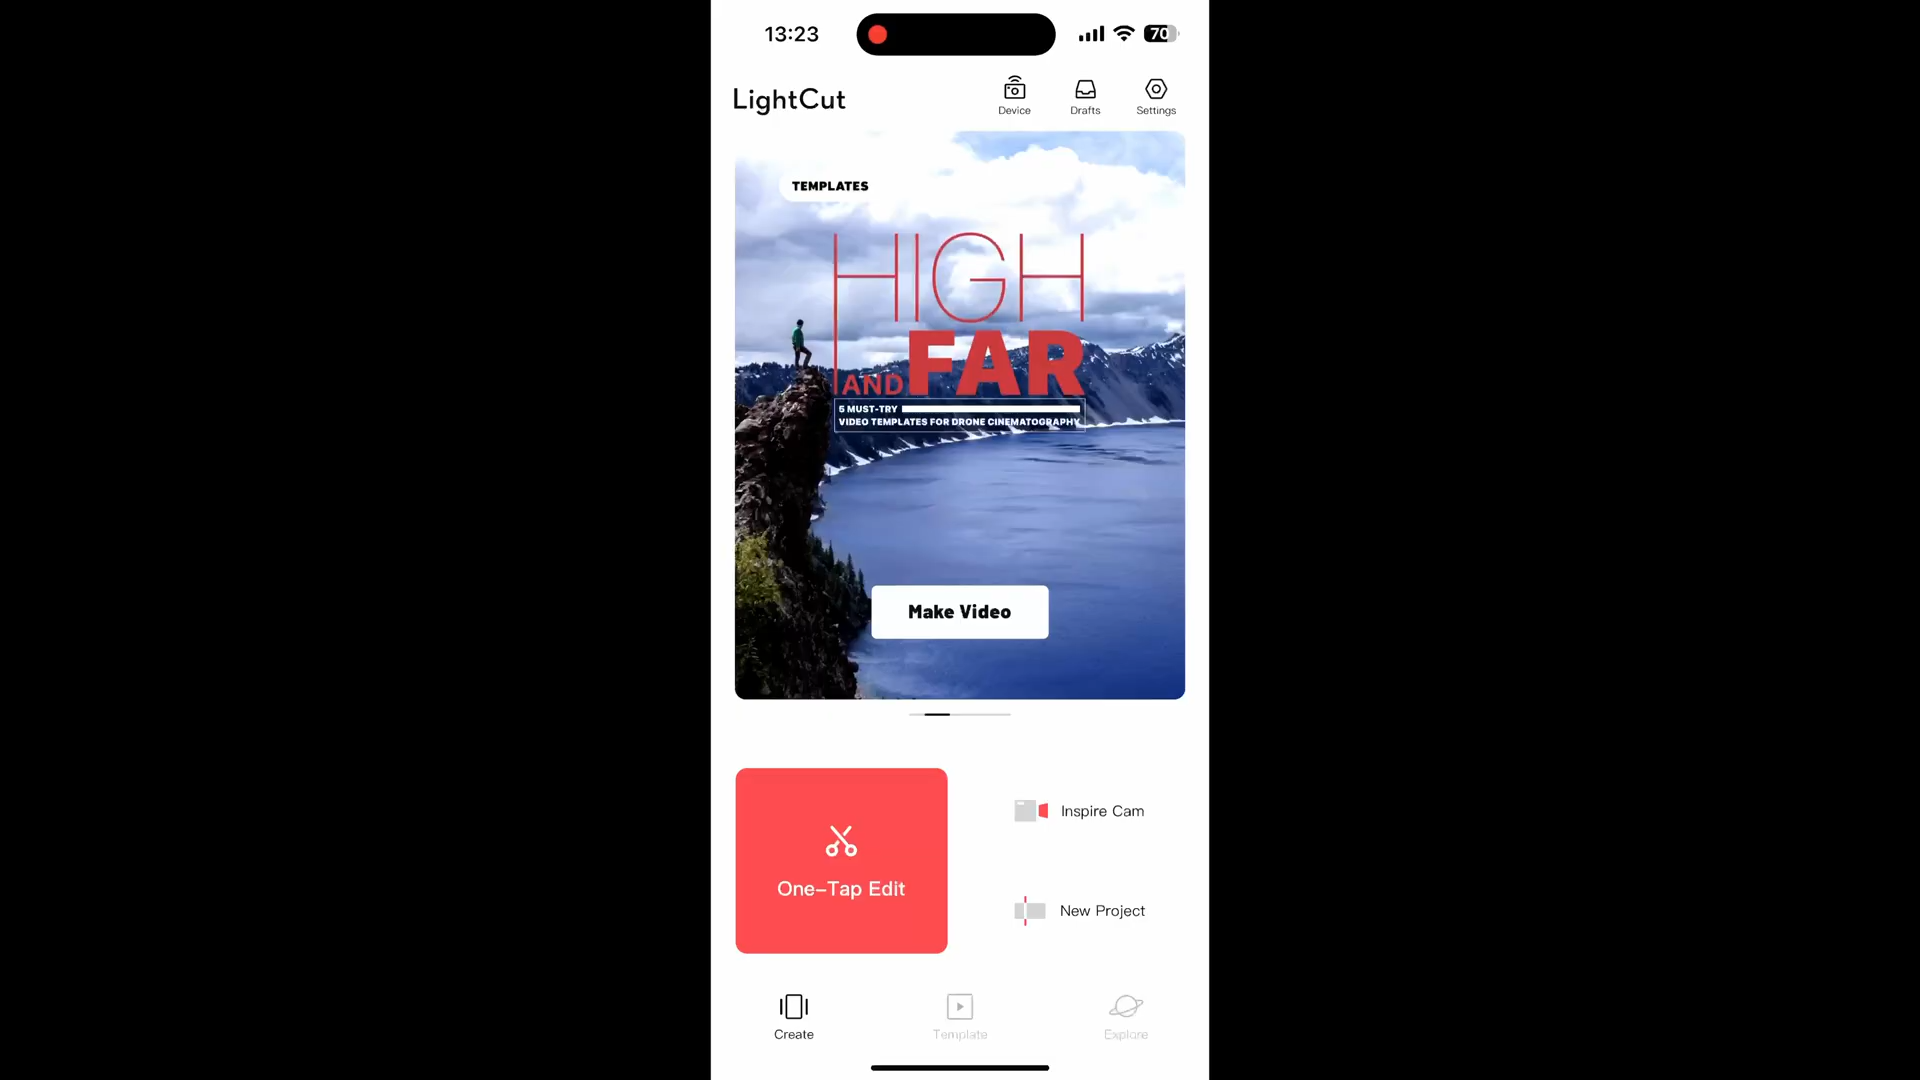 13:23
70
LightCut
Device
Drafts
Settings
TEMPLATES
HIGH
AND FAR
5 MUST-TRY
VIDEO TEMPLATES FOR DRONE CINEMATOGRAPHY
Make Video
One-Tap Edit
Inspire Cam
New Project
Create
Template
Explore